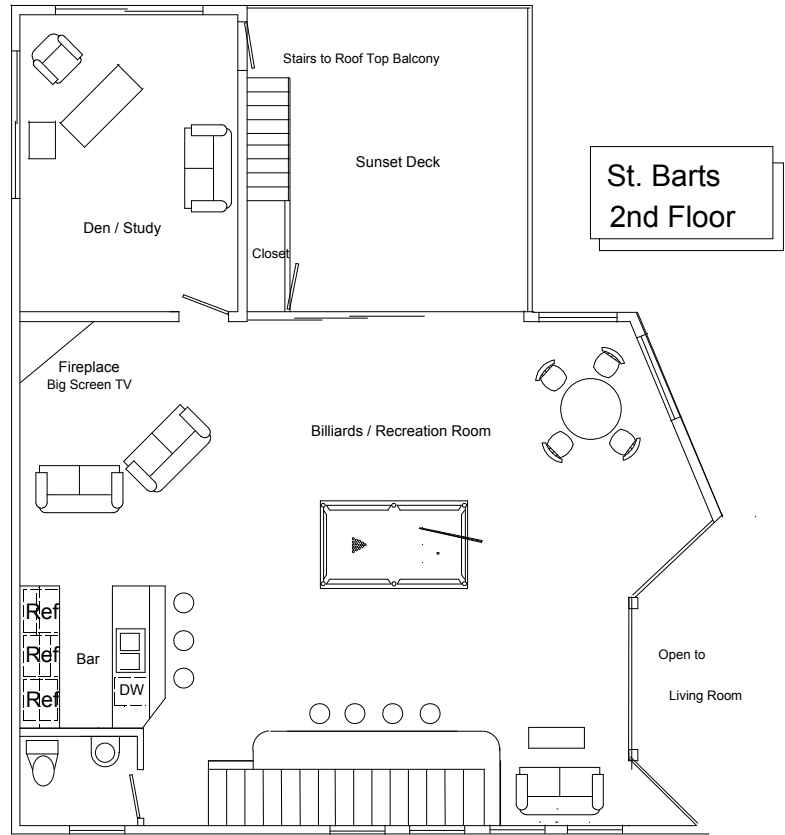 Stairs to Roof Top Balcony
Sunset Deck
St. Barts
2nd Floor
Den / Study
Closet
Fireplace
Big Screen TV
Billiards / Recreation Room
Ref
Ref
Ref
Bar
DW
Open to
Living Room